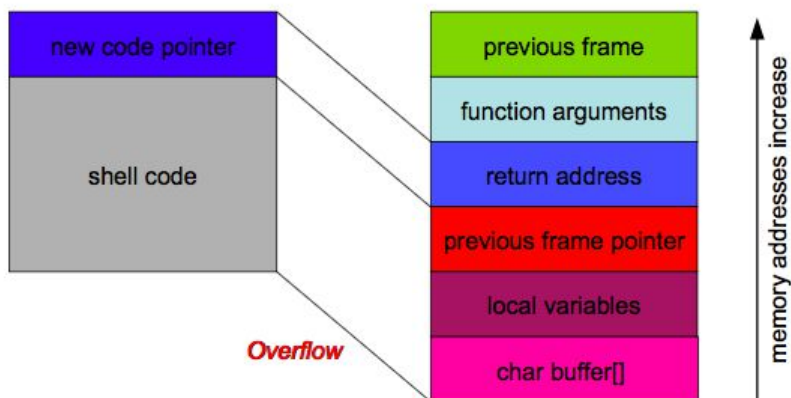 new code pointer
shell code
Overflow
previous frame
function arguments
return address
previous frame pointer
local variables
char buffer[]
memory addresses increase